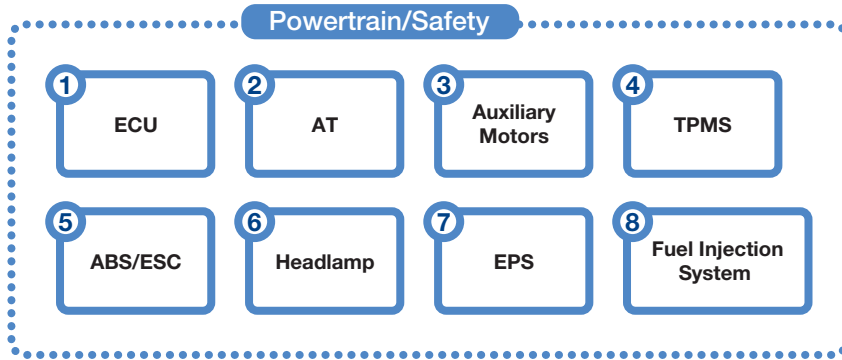 Powertrain/Safety
1
ECU
2
AT
3
Auxiliary
Motors
4
TPMS
5
ABS/ESC
6
Headlamp
7
EPS
8
Fuel Injection
System